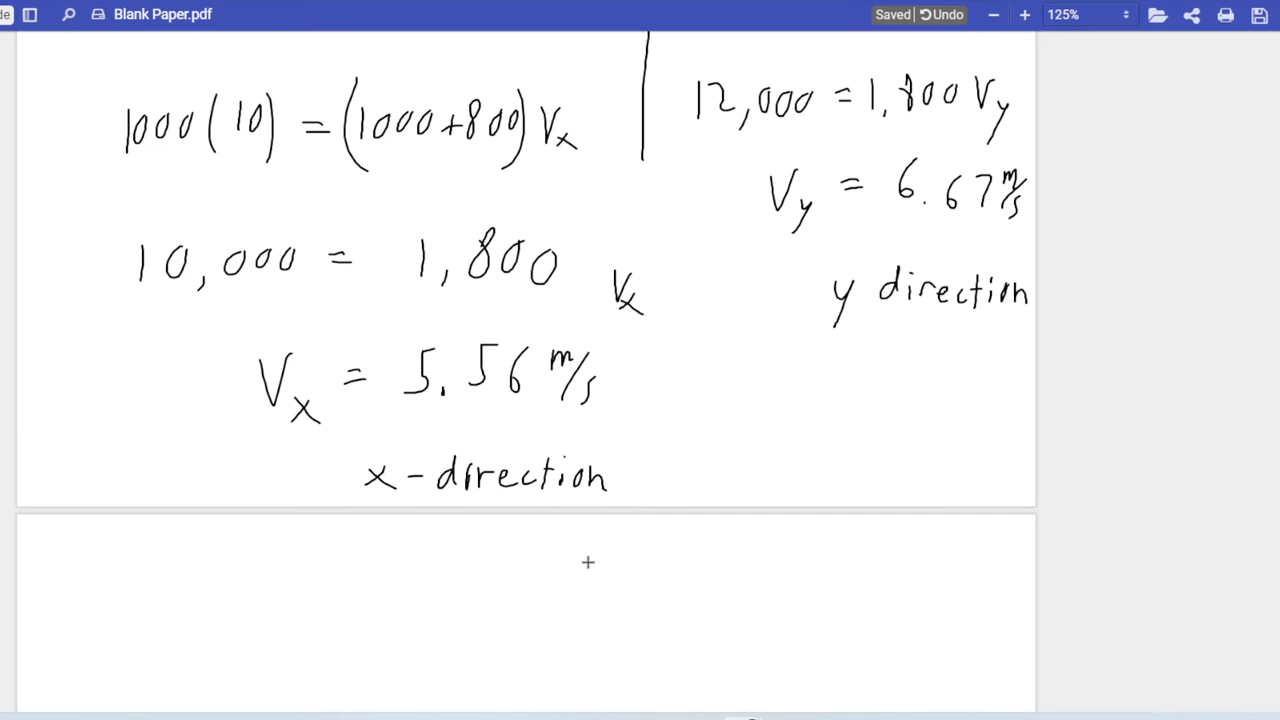 de Blank Paper.pdf Saved Undo 125%
1000(10) = (1000+800) Vx
10,000 = 1,800 Vx
Vx = 5.56 m/s
x-direction
12,000 = 1,800 Vy
Vy = 6.67 m/s
y direction